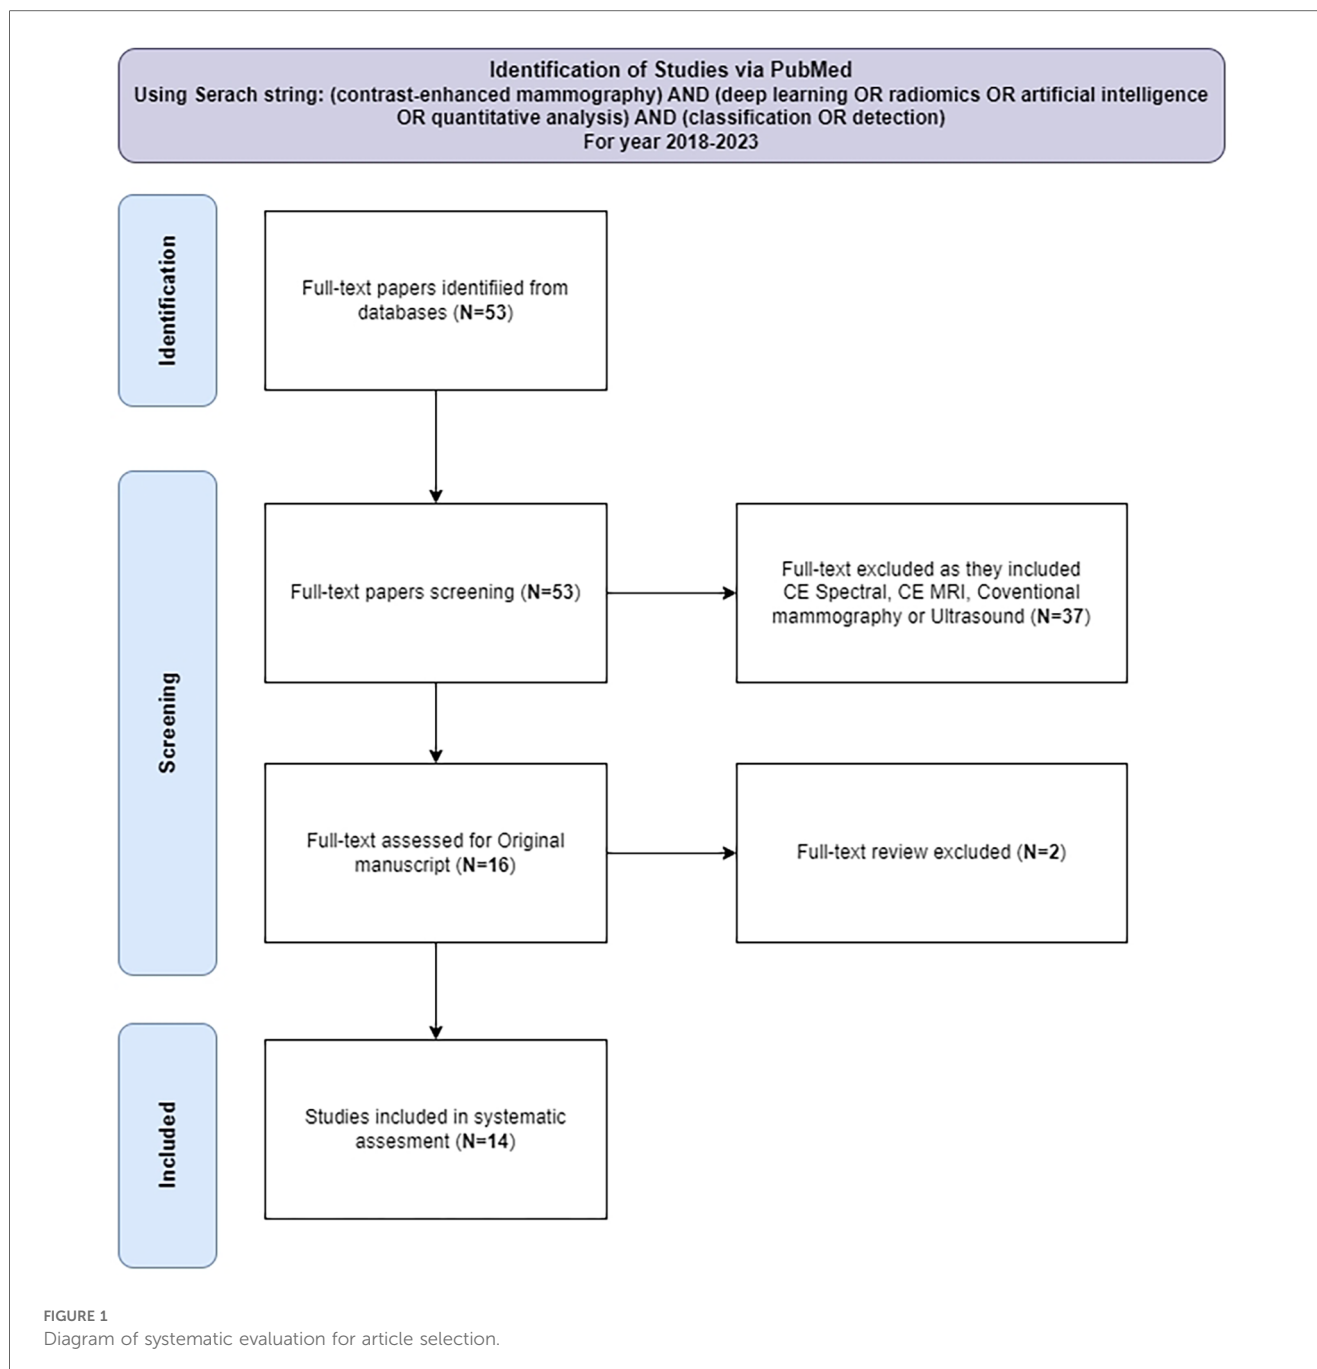 Identification of Studies via PubMed
Using Serach string: (contrast-enhanced mammography) AND (deep learning OR radiomics OR artificial intelligence
OR quantitative analysis) AND (classification OR detection)
For year 2018-2023
Identification
Full-text papers identifiied from
databases (N=53)
Screening
Full-text papers screening (N=53)
Full-text excluded as they included
CE Spectral, CE MRI, Coventional
mammography or Ultrasound (N=37)
Full-text assessed for Original
manuscript (N=16)
Full-text review excluded (N=2)
Included
Studies included in systematic
assesment (N=14)
FIGURE 1
Diagram of systematic evaluation for article selection.